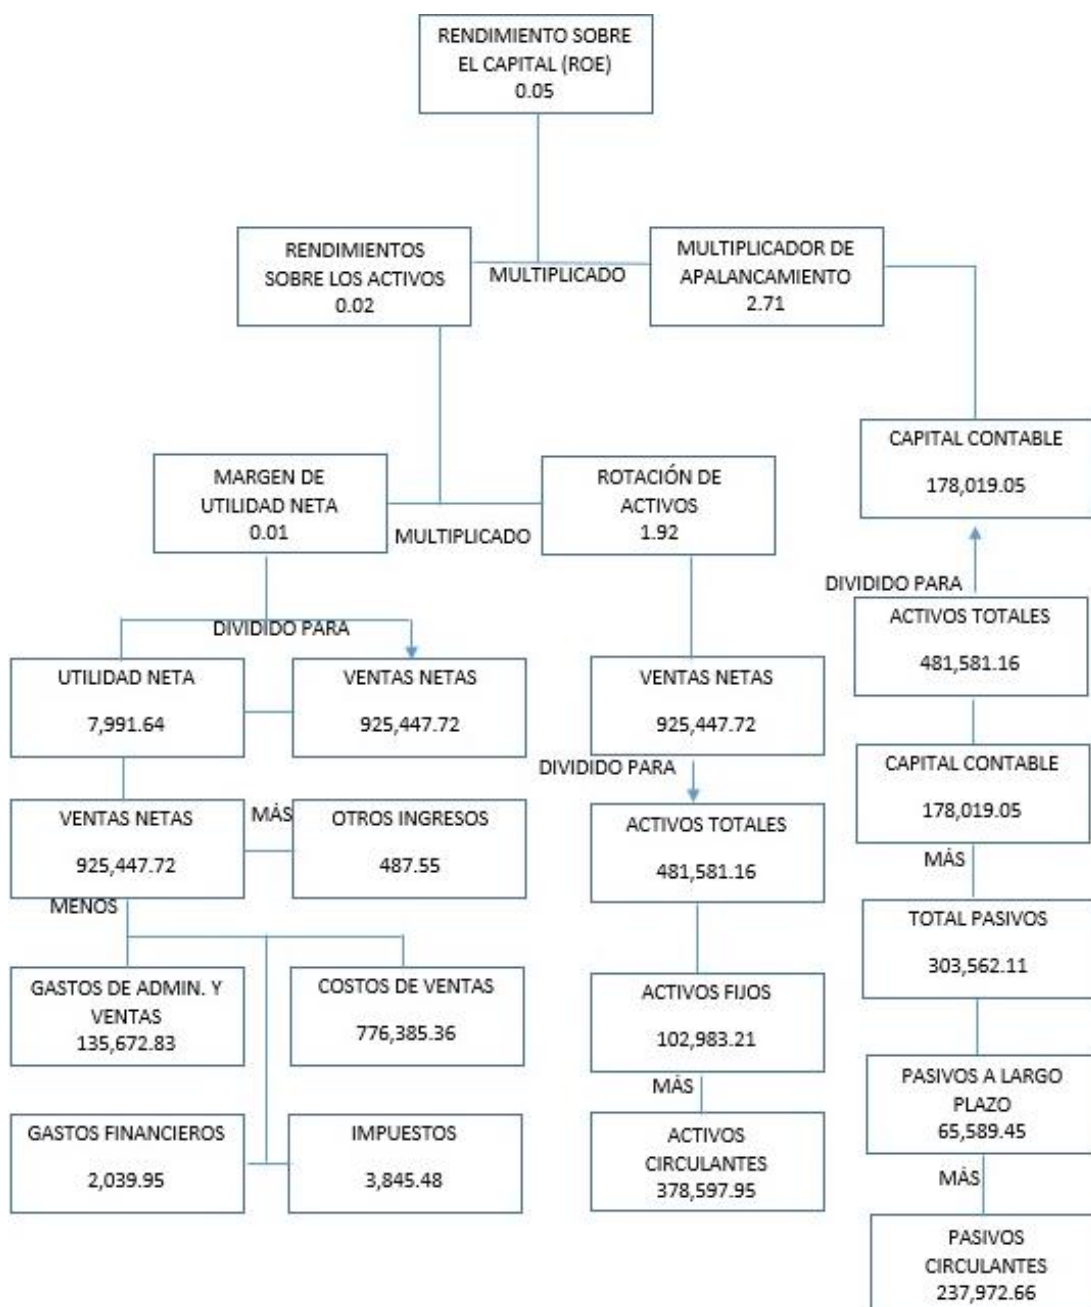 RENDIMIENTO SOBRE
EL CAPITAL (ROE)
0.05
RENDIMIENTOS
SOBRE LOS ACTIVOS
0.02
MULTIPLICADO
MULTIPLICADOR DE
APALANCAMIENTO
2.71
CAPITAL CONTABLE
178,019.05
MARGEN DE
UTILIDAD NETA
0.01
MULTIPLICADO
ROTACIÓN DE
ACTIVOS
1.92
DIVIDIDO PARA
ACTIVOS TOTALES
481,581.16
DIVIDIDO PARA
UTILIDAD NETA
7,991.64
VENTAS NETAS
925,447.72
VENTAS NETAS
925,447.72
DIVIDIDO PARA
CAPITAL CONTABLE
178,019.05
VENTAS NETAS
925,447.72
MÁS
OTROS INGRESOS
487.55
ACTIVOS TOTALES
481,581.16
MÁS
MENOS
TOTAL PASIVOS
303,562.11
GASTOS DE ADMIN. Y
VENTAS
135,672.83
COSTOS DE VENTAS
776,385.36
ACTIVOS FIJOS
102,983.21
MÁS
PASIVOS A LARGO
PLAZO
65,589.45
GASTOS FINANCIEROS
2,039.95
IMPUESTOS
3,845.48
ACTIVOS
CIRCULANTES
378,597.95
MÁS
PASIVOS
CIRCULANTES
237,972.66